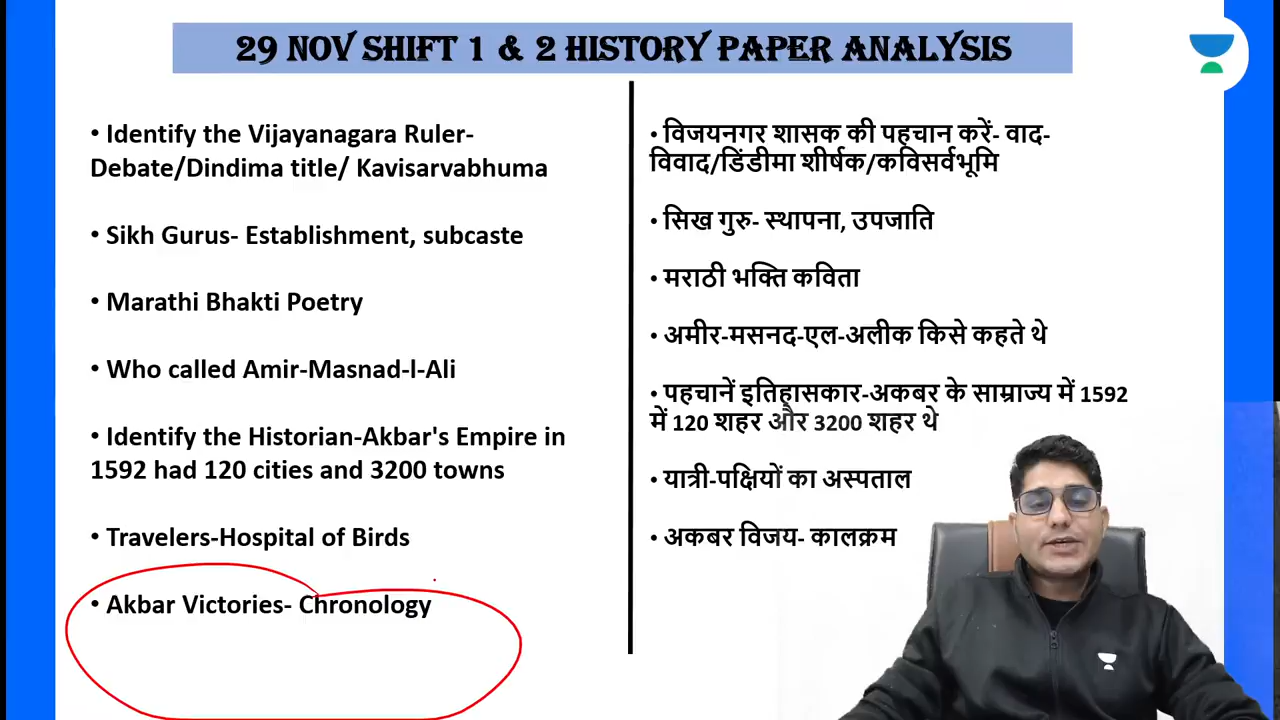 29 NOV SHIFT 1 & 2 HISTORY PAPER ANALYSIS
• Identify the Vijayanagara Ruler-
Debate/Dindima title/ Kavisarvabhuma
• Sikh Gurus- Establishment, subcaste
• Marathi Bhakti Poetry
• Who called Amir-Masnad-l-Ali
• Identify the Historian-Akbar's Empire in
1592 had 120 cities and 3200 towns
• Travelers-Hospital of Birds
• Akbar Victories- Chronology
• विजयनगर शासक की पहचान करें- वाद-
विवाद/डिंडीमा शीर्षक/कविसर्वभूमि
• सिख गुरु- स्थापना, उपजाति
• मराठी भक्ति कविता
• अमीर-मसनद-एल-अलीक किसे कहते थे
• पहचानें इतिहासकार-अकबर के साम्राज्य में 1592
में 120 शहर और 3200 शहर थे
• यात्री-पक्षियों का अस्पताल
• अकबर विजय- कालक्रम